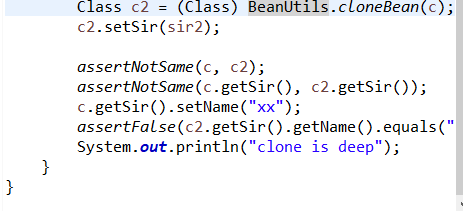 Class c2 = (Class) BeanUtils.cloneBean(c);
c2.setSir(sir2);
assertNotSame(c, c2);
assertNotSame(c.getSir(), c2.getSir());
c.getSir().setName("xx");
assertFalse(c2.getSir().getName().equals("
System.out.println("clone is deep");
}
}